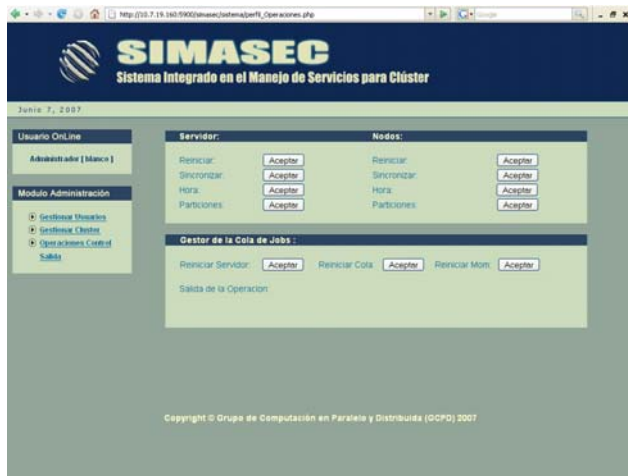 http://10.7.19.160:5900/simasec/sistema/perfil_Operaciones.php
Google
SIMASEC
Sistema Integrado en el Manejo de Servicios para Clúster
Junio 7, 2007
Usuario OnLine
Administrador [ blanco ]
Modulo Administración
Gestionar Usuarios
Gestionar Cluster
Operaciones Control
Salida
Servidor: Nodos:
Reiniciar: Aceptar Reiniciar: Aceptar
Sincronizar: Aceptar Sincronizar: Aceptar
Hora: Aceptar Hora: Aceptar
Particiones: Aceptar Particiones: Aceptar
Gestor de la Cola de Jobs :
Reiniciar Servidor: Aceptar Reiniciar Cola: Aceptar Reiniciar Mom: Aceptar
Salida de la Operacion:
Copyright © Grupo de Computación en Paralelo y Distribuida (GCPD) 2007